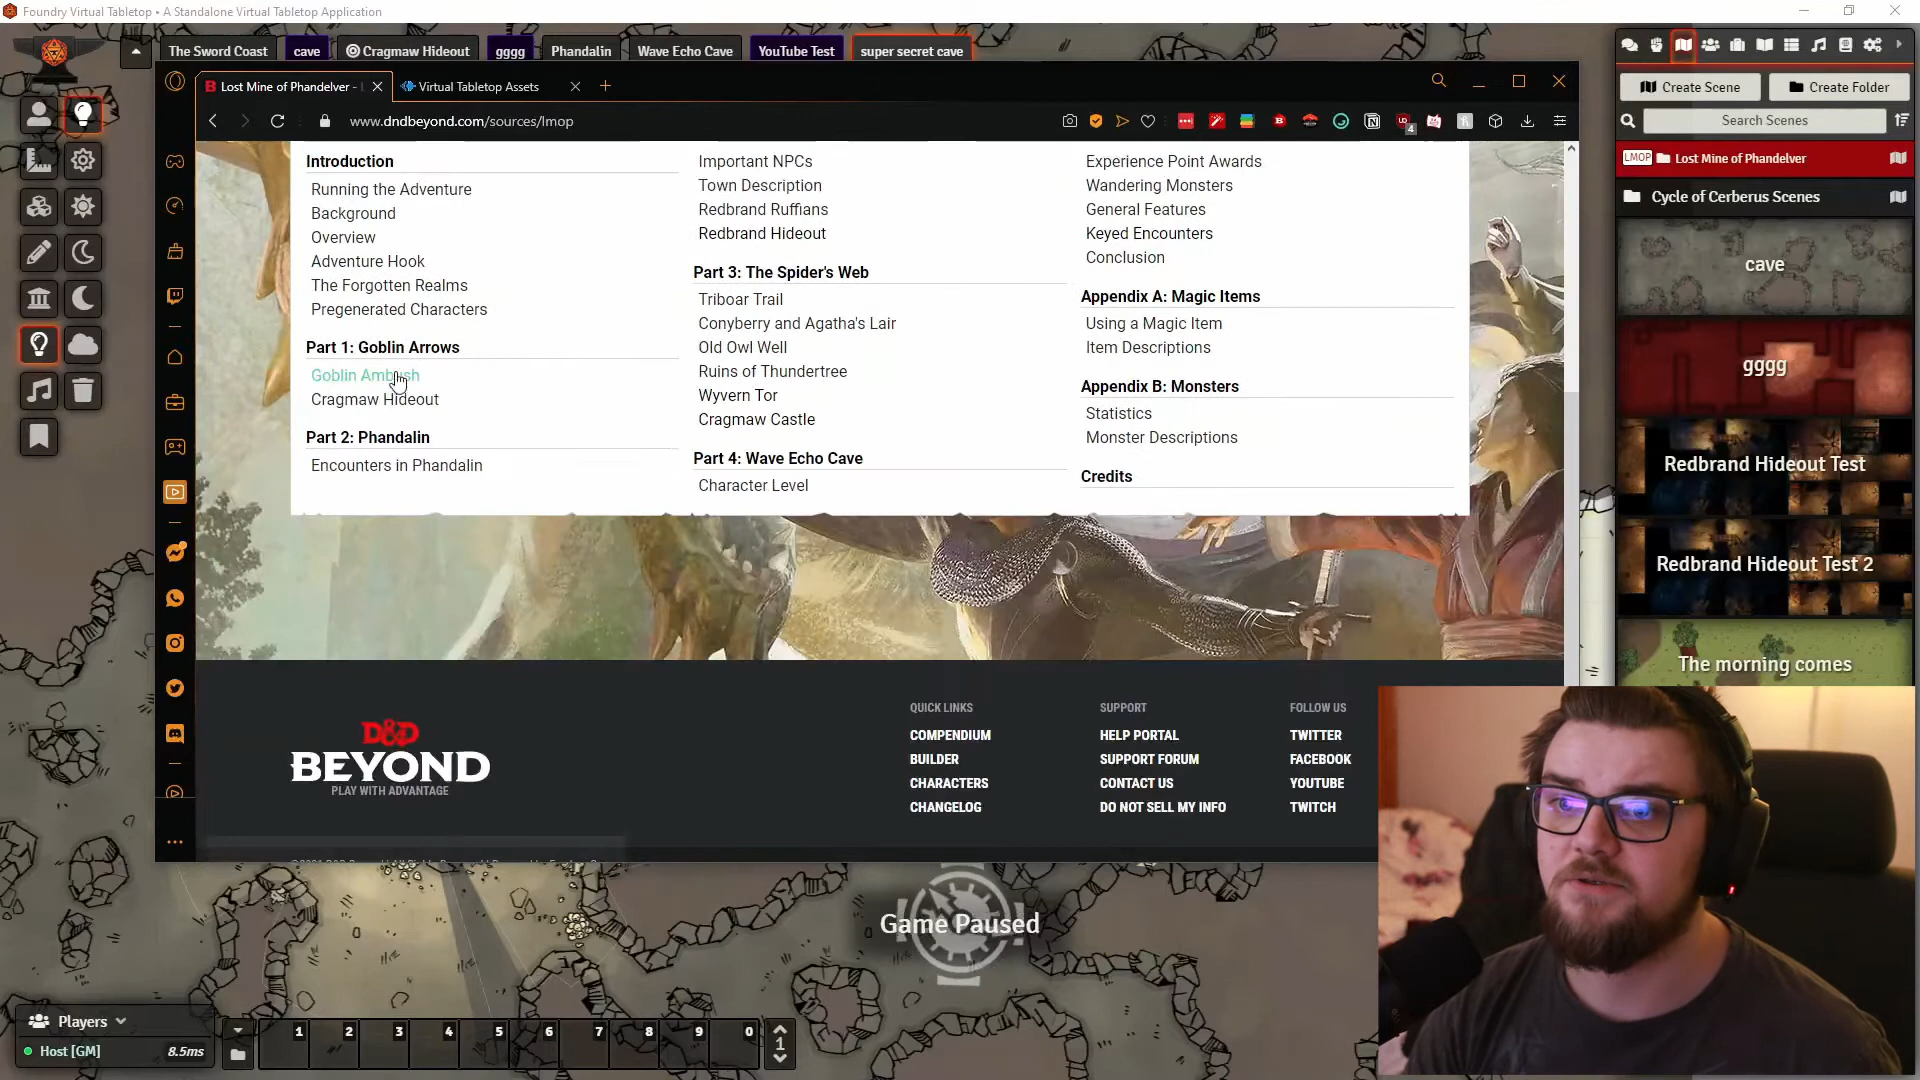 Foundry Virtual Tabletop • A Standalone Virtual Tabletop Application
The Sword Coast
cave
Cragmaw Hideout
gggg
Phandalin
Wave Echo Cave
YouTube Test
super secret cave
Lost Mine of Phandelver -
Virtual Tabletop Assets
www.dndbeyond.com/sources/lmop
4
Introduction
Running the Adventure
Background
Overview
Adventure Hook
The Forgotten Realms
Pregenerated Characters
Part 1: Goblin Arrows
Goblin Ambush
Cragmaw Hideout
Part 2: Phandalin
Encounters in Phandalin
Important NPCs
Town Description
Redbrand Ruffians
Redbrand Hideout
Part 3: The Spider's Web
Triboar Trail
Conyberry and Agatha's Lair
Old Owl Well
Ruins of Thundertree
Wyvern Tor
Cragmaw Castle
Part 4: Wave Echo Cave
Character Level
Experience Point Awards
Wandering Monsters
General Features
Keyed Encounters
Conclusion
Appendix A: Magic Items
Using a Magic Item
Item Descriptions
Appendix B: Monsters
Statistics
Monster Descriptions
Credits
D&D
BEYOND
PLAY WITH ADVANTAGE
QUICK LINKS
COMPENDIUM
BUILDER
CHARACTERS
CHANGELOG
SUPPORT
HELP PORTAL
SUPPORT FORUM
CONTACT US
DO NOT SELL MY INFO
FOLLOW US
TWITTER
FACEBOOK
YOUTUBE
TWITCH
Create Scene
Create Folder
Search Scenes
LMOP
Lost Mine of Phandelver
Cycle of Cerberus Scenes
cave
gggg
Redbrand Hideout Test
Redbrand Hideout Test 2
The morning comes
Game Paused
Players
Host [GM]
8.5ms
1 2 3 4 5 6 7 8 9 0
1